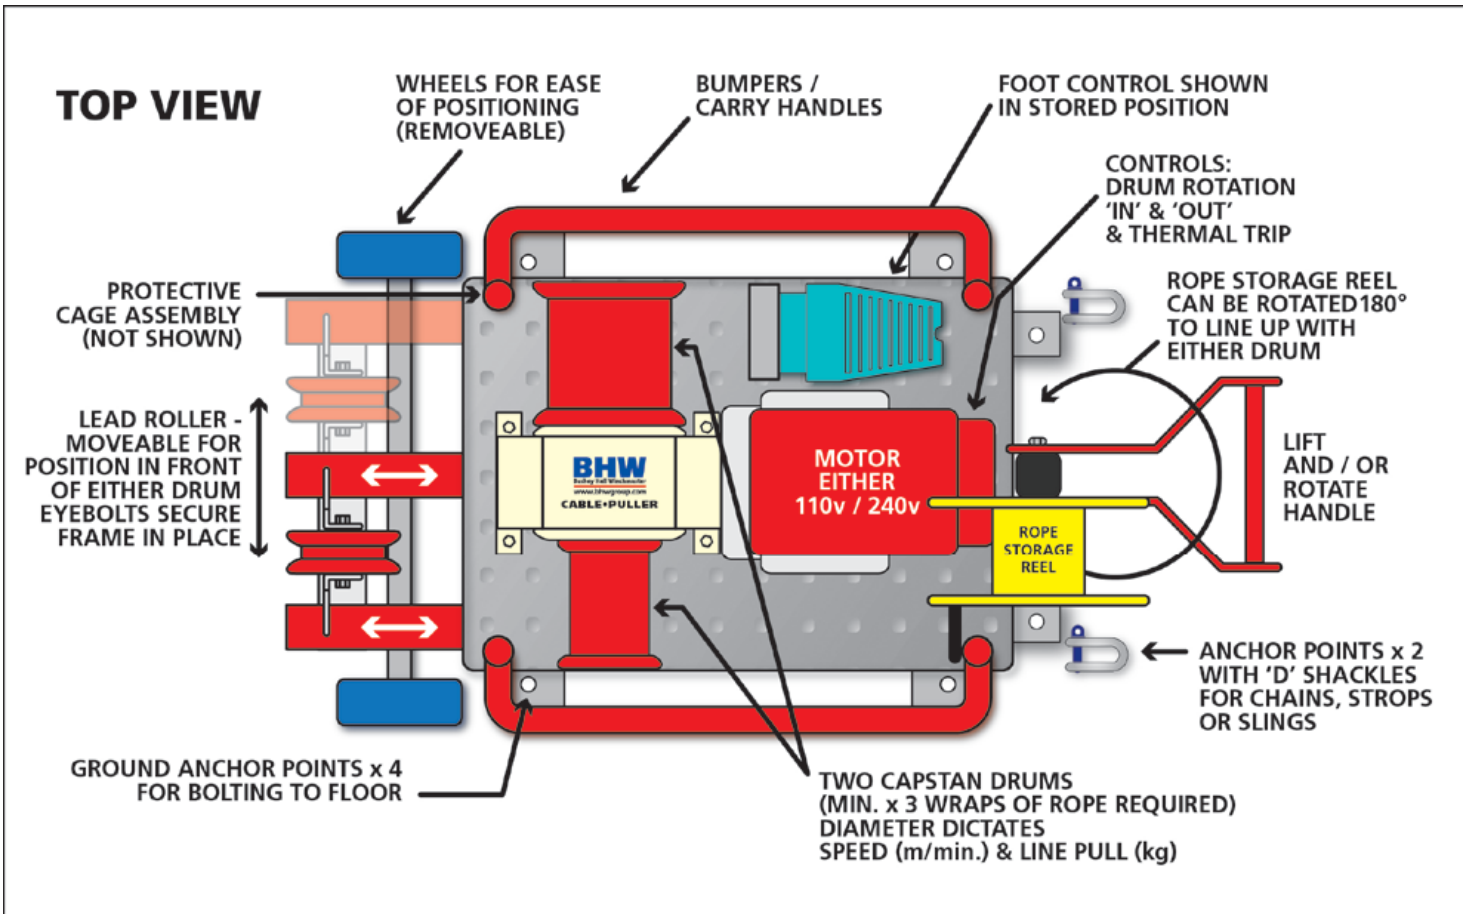 TOP VIEW
WHEELS FOR EASE
OF POSITIONING
(REMOVEABLE)
BUMPERS /
CARRY HANDLES
FOOT CONTROL SHOWN
IN STORED POSITION
CONTROLS:
DRUM ROTATION
‘IN’ & ‘OUT’
& THERMAL TRIP
PROTECTIVE
CAGE ASSEMBLY
(NOT SHOWN)
ROPE STORAGE REEL
CAN BE ROTATED180°
TO LINE UP WITH
EITHER DRUM
LEAD ROLLER -
MOVEABLE FOR
POSITION IN FRONT
OF EITHER DRUM
EYEBOLTS SECURE
FRAME IN PLACE
BHW
www.bhwgroup.com
CABLE•PULLER
MOTOR
EITHER
110v / 240v
ROPE
STORAGE
REEL
LIFT
AND / OR
ROTATE
HANDLE
ANCHOR POINTS x 2
WITH ‘D’ SHACKLES
FOR CHAINS, STROPS
OR SLINGS
GROUND ANCHOR POINTS x 4
FOR BOLTING TO FLOOR
TWO CAPSTAN DRUMS
(MIN. x 3 WRAPS OF ROPE REQUIRED)
DIAMETER DICTATES
SPEED (m/min.) & LINE PULL (kg)